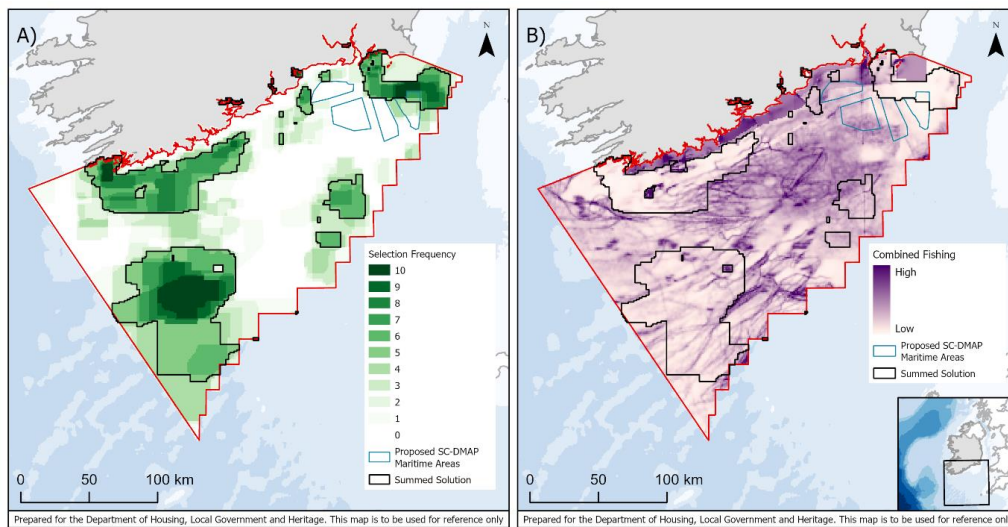 A)
N
Selection Frequency
10
9
8
7
6
5
4
3
2
1
0
Proposed SC-DMAP
Maritime Areas
Summed Solution
0 50 100 km
Prepared for the Department of Housing, Local Government and Heritage. This map is to be used for reference only
B)
N
Combined Fishing
High
Low
Proposed SC-DMAP
Maritime Areas
Summed Solution
0 50 100 km
Prepared for the Department of Housing, Local Government and Heritage. This map is to be used for reference only